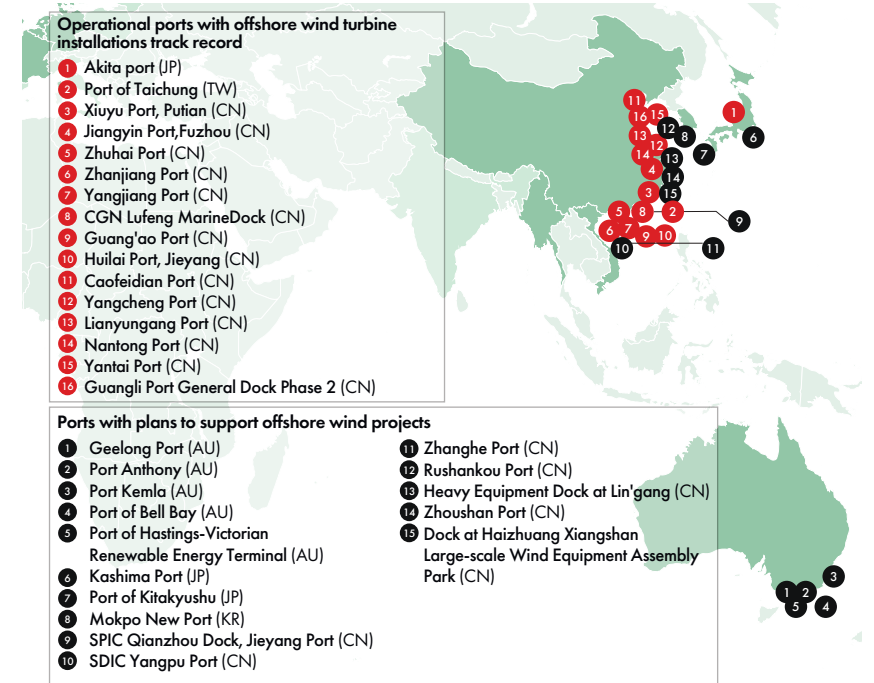 Operational ports with offshore wind turbine
installations track record
1 Akita port (JP)
2 Port of Taichung (TW)
3 Xiuyu Port, Putian (CN)
4 Jiangyin Port,Fuzhou (CN)
5 Zhuhai Port (CN)
6 Zhanjiang Port (CN)
7 Yangjiang Port (CN)
8 CGN Lufeng MarineDock (CN)
9 Guang'ao Port (CN)
10 Huilai Port, Jieyang (CN)
11 Caofeidian Port (CN)
12 Yangcheng Port (CN)
13 Lianyungang Port (CN)
14 Nantong Port (CN)
15 Yantai Port (CN)
16 Guangli Port General Dock Phase 2 (CN)
11
16 15
1
13
12
8
6
12
14
7
13
4
14
3
15
5 8 2
9
6 7 9 10
10
11
Ports with plans to support offshore wind projects
1 Geelong Port (AU)
2 Port Anthony (AU)
3 Port Kemla (AU)
4 Port of Bell Bay (AU)
5 Port of Hastings-Victorian
Renewable Energy Terminal (AU)
6 Kashima Port (JP)
7 Port of Kitakyushu (JP)
8 Mokpo New Port (KR)
9 SPIC Qianzhou Dock, Jieyang Port (CN)
10 SDIC Yangpu Port (CN)
11 Zhanghe Port (CN)
12 Rushankou Port (CN)
13 Heavy Equipment Dock at Lin'gang (CN)
14 Zhoushan Port (CN)
15 Dock at Haizhuang Xiangshan
Large-scale Wind Equipment Assembly
Park (CN)
3
1 2
5 4